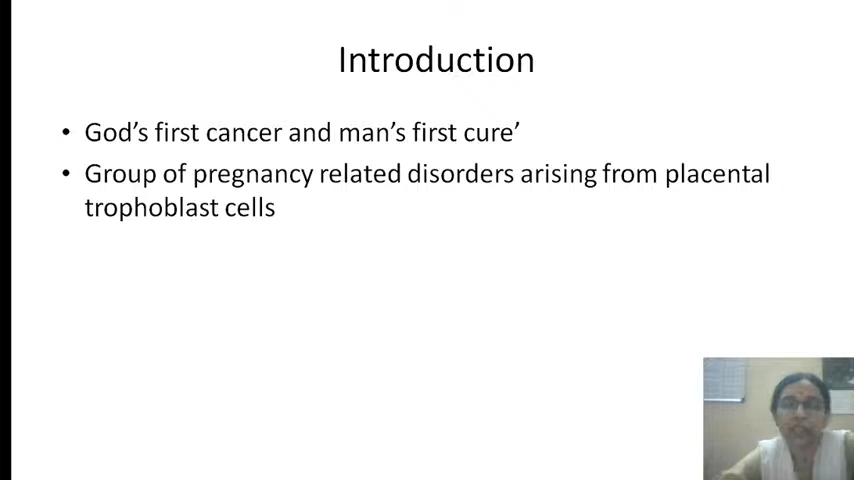 Introduction
• God's first cancer and man's first cure’
• Group of pregnancy related disorders arising from placental
trophoblast cells